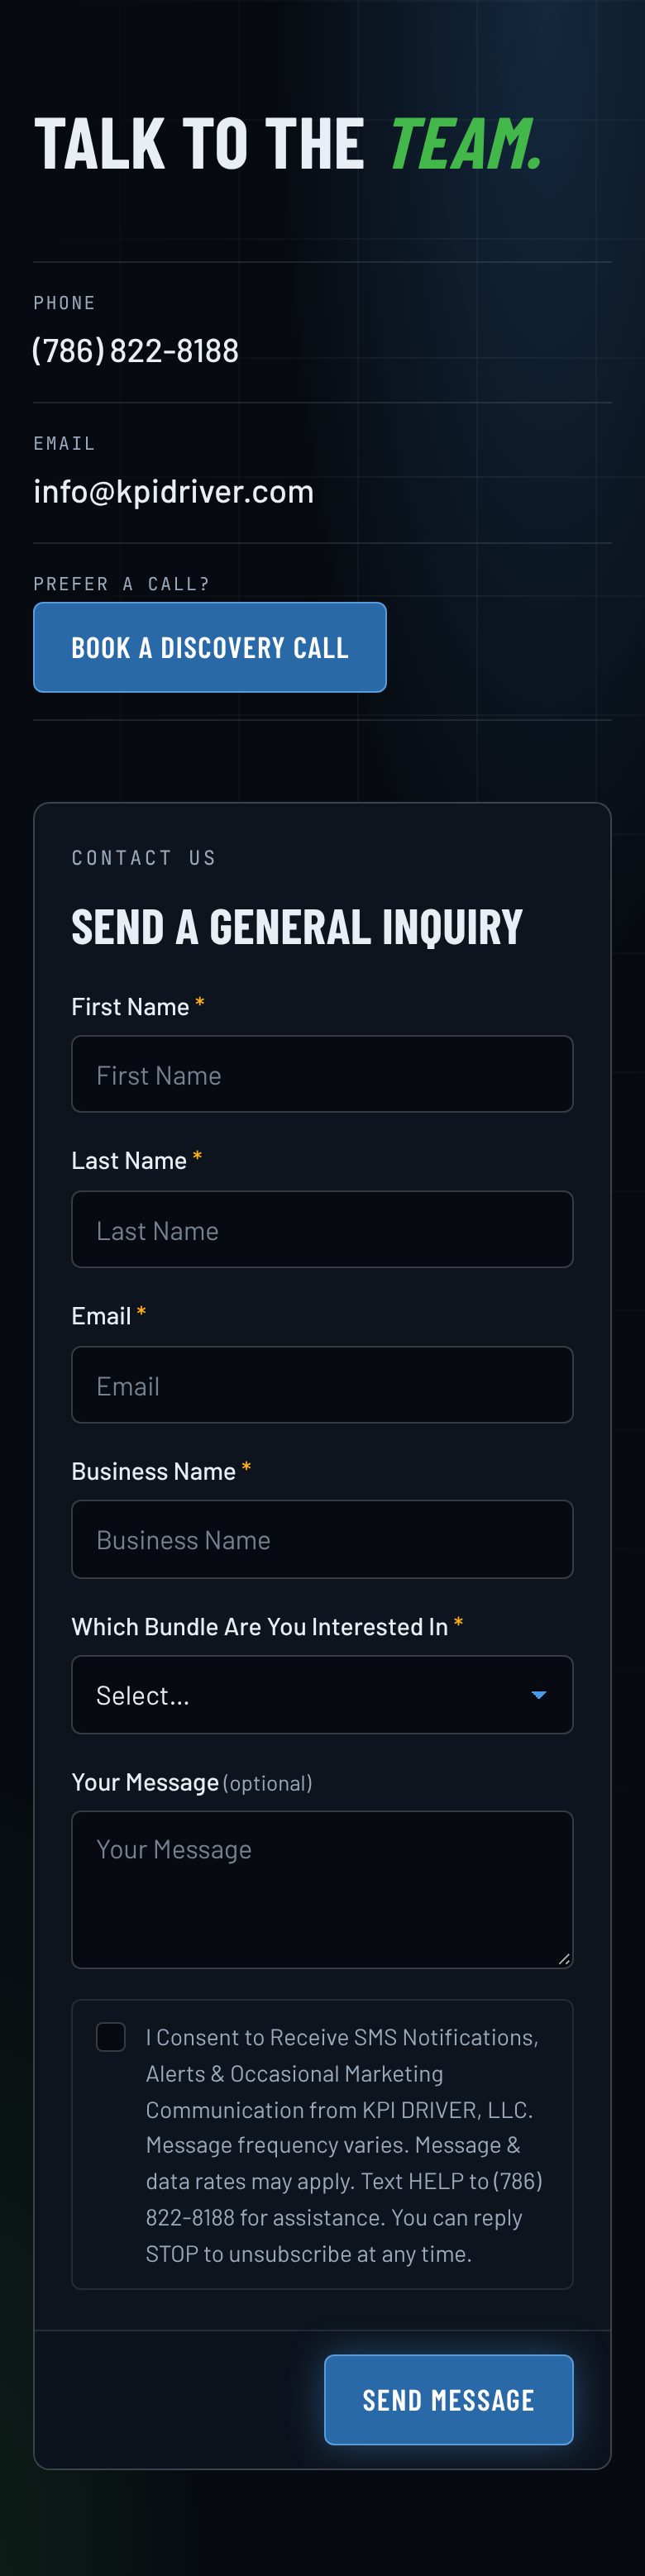 TALK TO THE TEAM.
PHONE
(786) 822-8188
EMAIL
info@kpidriver.com
PREFER A CALL?
BOOK A DISCOVERY CALL
CONTACT US
SEND A GENERAL INQUIRY
First Name *
First Name
Last Name *
Last Name
Email *
Email
Business Name *
Business Name
Which Bundle Are You Interested In *
Select...
Your Message (optional)
Your Message
I Consent to Receive SMS Notifications,
Alerts & Occasional Marketing
Communication from KPI DRIVER, LLC.
Message frequency varies. Message &
data rates may apply. Text HELP to (786)
822-8188 for assistance. You can reply
STOP to unsubscribe at any time.
SEND MESSAGE